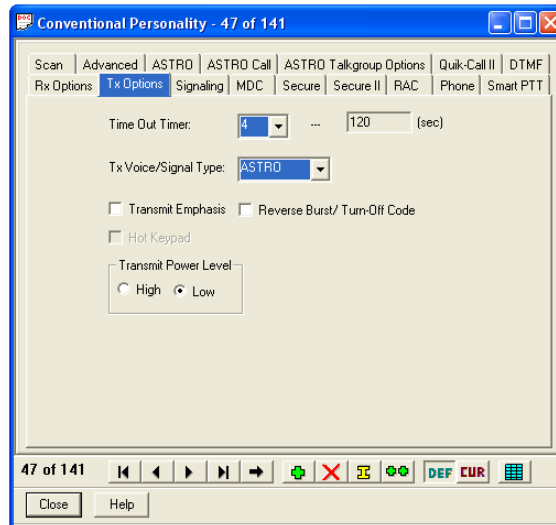 Conventional Personality - 47 of 141
Scan Advanced ASTRO ASTRO Call ASTRO Talkgroup Options Quik-Call II DTMF
Rx Options Tx Options Signaling MDC Secure Secure II RAC Phone Smart PTT
Time Out Timer: 4 --- 120 (sec)
Tx Voice/Signal Type: ASTRO
Transmit Emphasis Reverse Burst/ Turn-Off Code
Hot Keypad
Transmit Power Level
High Low
47 of 141 DEF CUR
Close Help